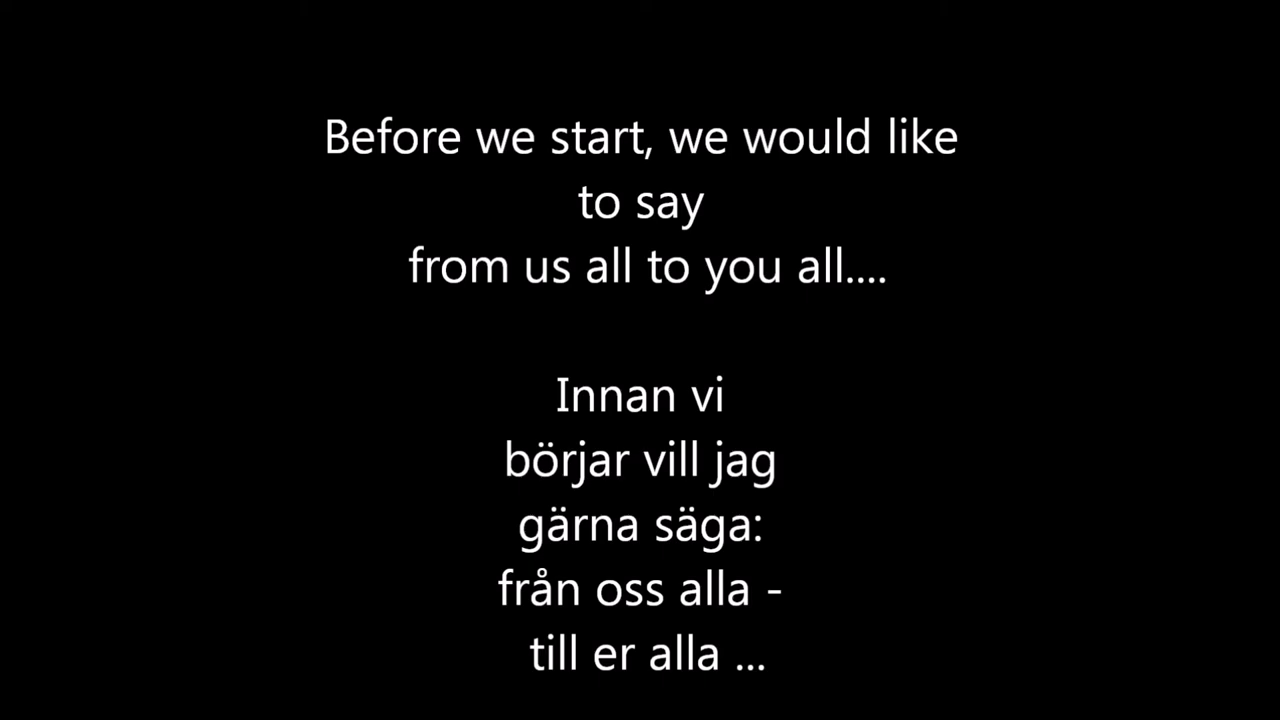 Before we start, we would like
to say
from us all to you all....
Innan vi
börjar vill jag
gärna säga:
från oss alla -
till er alla ...